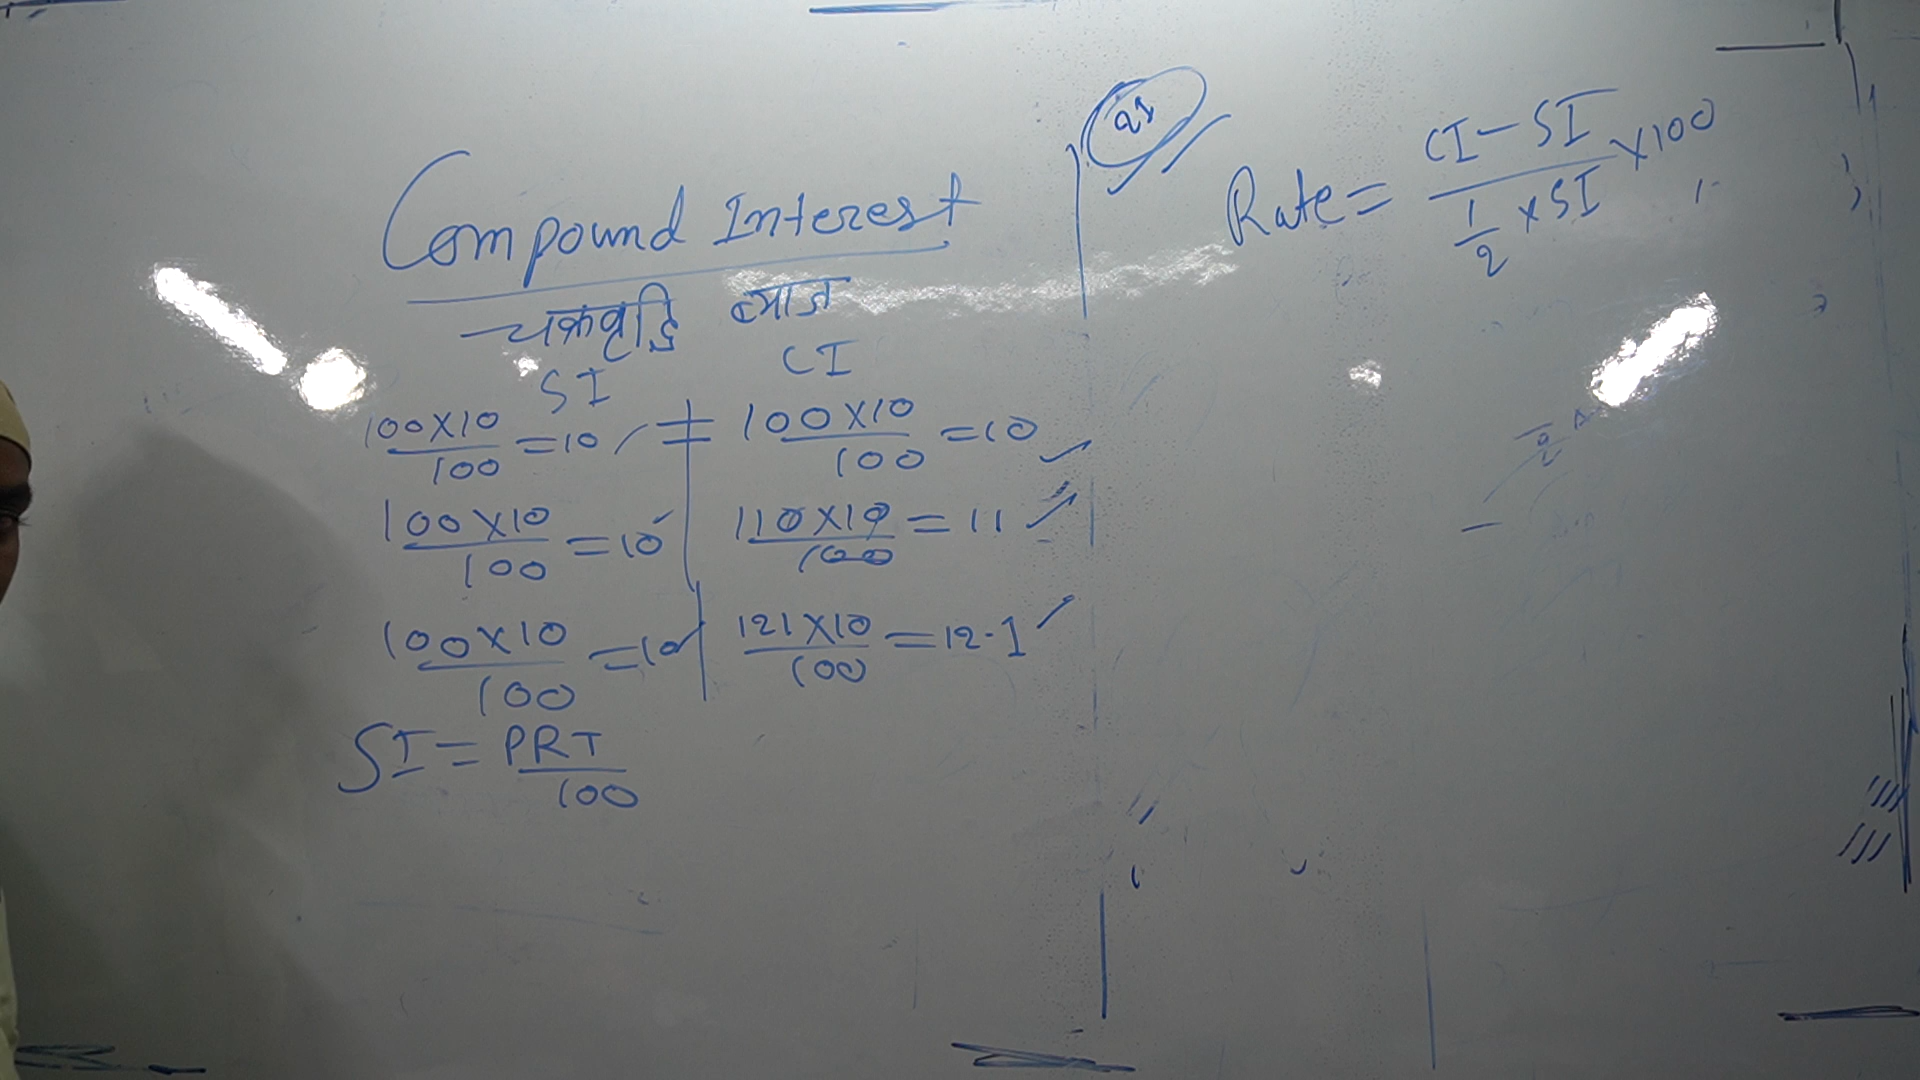 Compound Interest
चक्रवृद्धि ब्याज
SI CI
100×10/100 =10 100×10/100 =10
100×10/100 =10 110×10/100 = 11
100×10/100 =10 121×10/100 =12.1
SI = PRT/100
21
Rate = CI-SI/½ × SI ×100